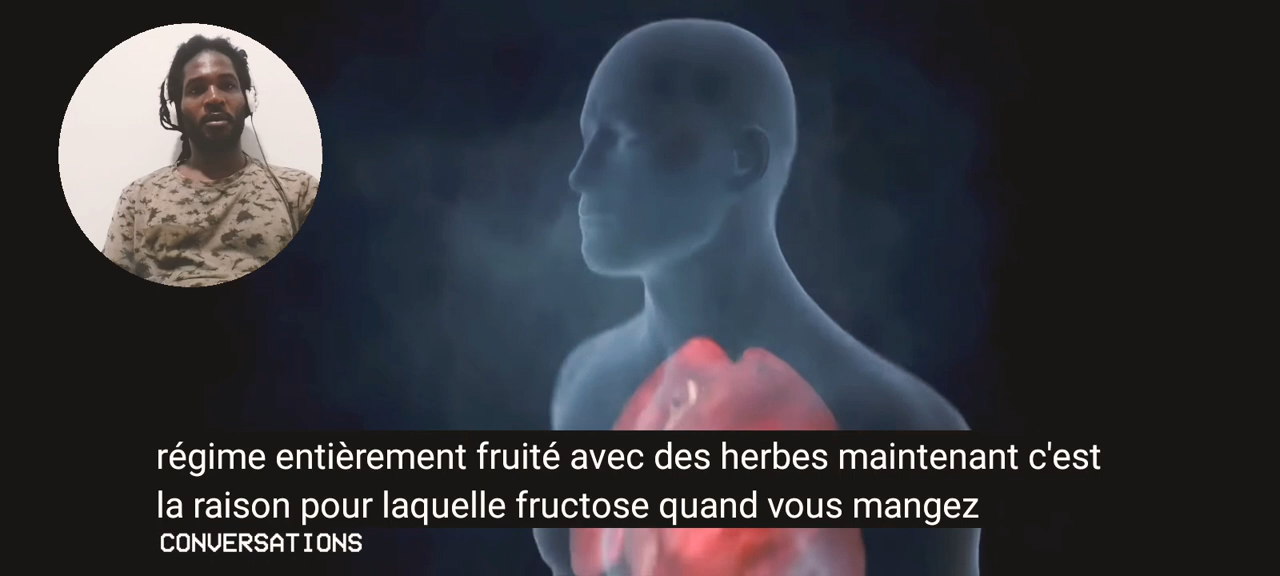 régime entièrement fruité avec des herbes maintenant c'est
la raison pour laquelle fructose quand vous mangez
CONVERSATIONS